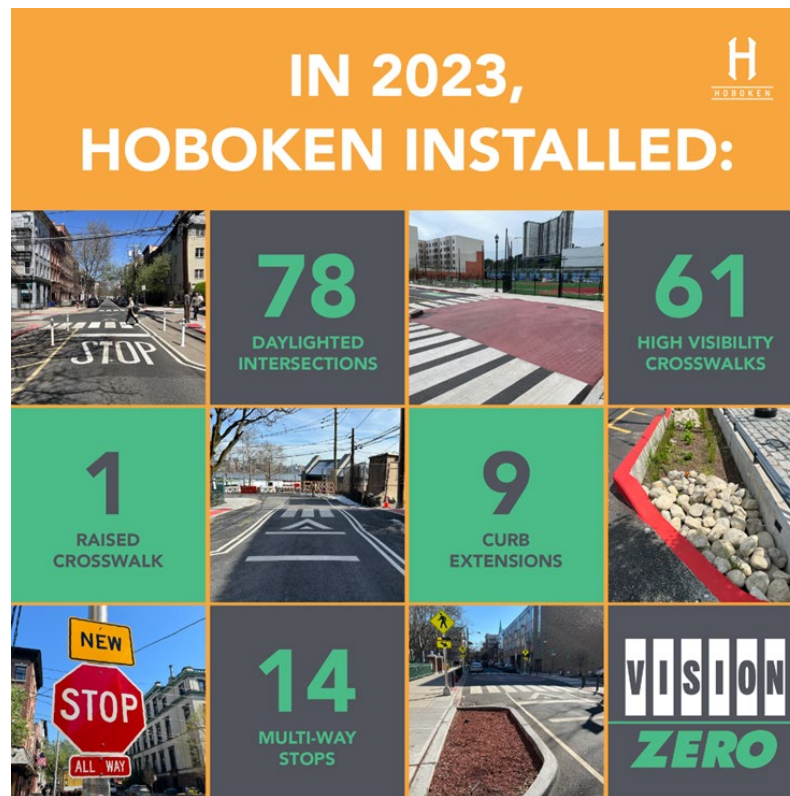 IN 2023,
HOBOKEN INSTALLED:
H
HOBOKEN
STOP
78
DAYLIGHTED
INTERSECTIONS
61
HIGH VISIBILITY
CROSSWALKS
1
RAISED
CROSSWALK
9
CURB
EXTENSIONS
NEW
STOP
ALL WAY
14
MULTI-WAY
STOPS
VISION
ZERO